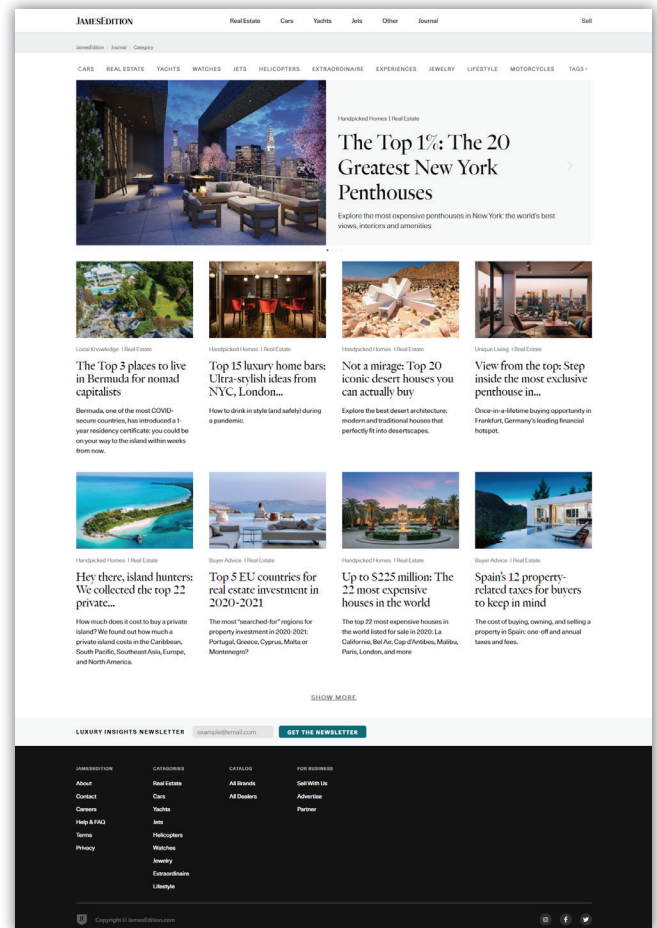 JAMESEDITION
Real Estate Cars Yachts Jets Other Journal
Sell
JamesEdition Journal Category
CARS REAL ESTATE YACHTS WATCHES JETS HELICOPTERS EXTRAORDINAIRE EXPERIENCES JEWELRY LIFESTYLE MOTORCYCLES TAGS
Handpicked Homes | Real Estate
The Top 1%: The 20
Greatest New York
Penthouses
Explore the most expensive penthouses in New York: the world's best
views, interiors and amenities
Local Knowledge | Real Estate
The Top 3 places to live
in Bermuda for nomad
capitalists
Bermuda, one of the most COVID-
secure countries, has introduced a 1-
year residency certificate: you could be
on your way to the island within weeks
from now.
Handpicked Homes | Real Estate
Top 15 luxury home bars:
Ultra-stylish ideas from
NYC, London...
How to drink in style (and safely) during
a pandemic.
Handpicked Homes | Real Estate
Not a mirage: Top 20
iconic desert houses you
can actually buy
Explore the best desert architecture:
modern and traditional houses that
perfectly fit into desertscapes.
Unique Living | Real Estate
View from the top: Step
inside the most exclusive
penthouse in...
Once-in-a-lifetime buying opportunity in
Frankfurt, Germany's leading financial
hotspot.
Handpicked Homes | Real Estate
Hey there, island hunters:
We collected the top 22
private...
How much does it cost to buy a private
island? We found out how much a
private island costs in the Caribbean,
South Pacific, Southeast Asia, Europe,
and North America.
Buyer Advice | Real Estate
Top 5 EU countries for
real estate investment in
2020-2021
The most "searched-for" regions for
property investment in 2020-2021:
Portugal, Greece, Cyprus, Malta or
Montenegro?
Handpicked Homes | Real Estate
Up to $225 million: The
22 most expensive
houses in the world
The top 22 most expensive houses in
the world listed for sale in 2020: La
Californie, Bel Air, Cap d'Antibes, Malibu,
Paris, London, and more
Buyer Advice | Real Estate
Spain's 12 property-
related taxes for buyers
to keep in mind
The cost of buying, owning, and selling a
property in Spain: one-off and annual
taxes and fees.
SHOW MORE
LUXURY INSIGHTS NEWSLETTER example@email.com GET THE NEWSLETTER
JAMESEDITION
About
Contact
Careers
Help & FAQ
Terms
Privacy
CATEGORIES
Real Estate
Cars
Yachts
Jets
Helicopters
Watches
Jewelry
Extraordinaire
Lifestyle
CATALOG
All Brands
All Dealers
FOR BUSINESS
Sell With Us
Advertise
Partner
Copyright © JamesEdition.com